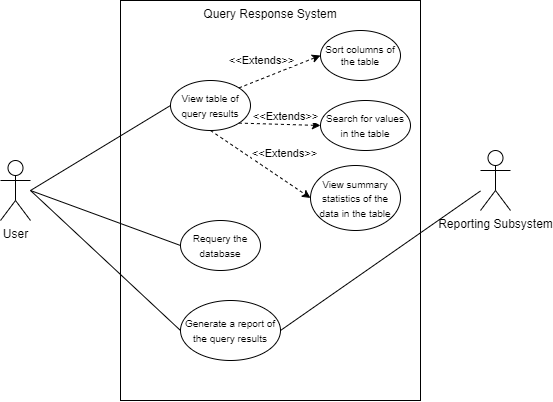 Query Response System
Sort columns of
the table
<<Extends>>
View table of
query results
<<Extends>>
Search for values
in the table
<<Extends>>
View summary
statistics of the
data in the table
User
Reporting Subsystem
Requery the
database
Generate a report of
the query results